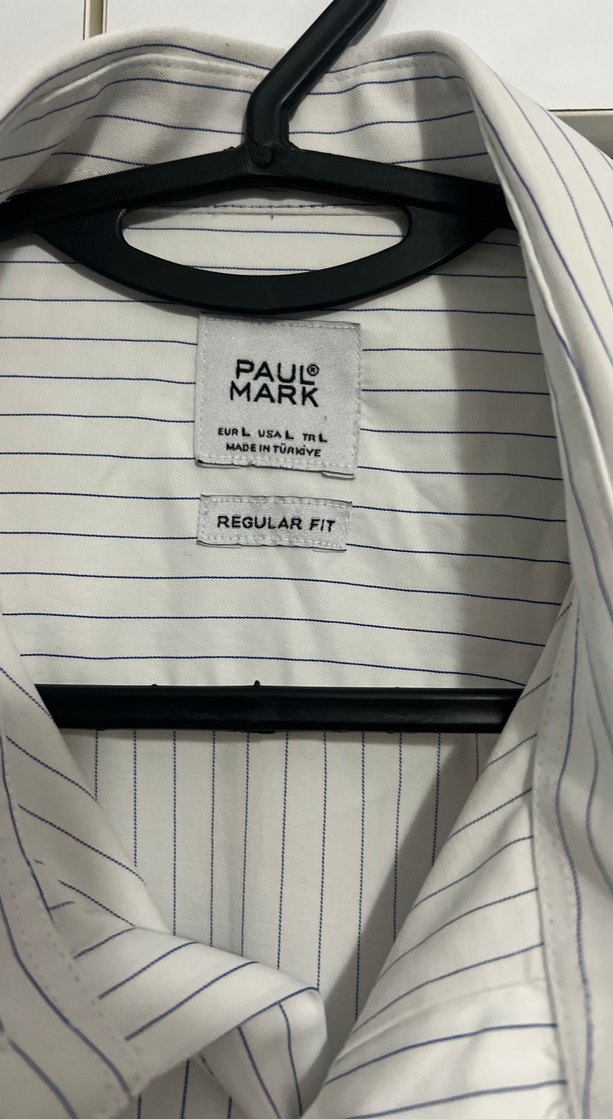 PAUL®
MARK
EUR L USA L TR L
MADE IN TÜRKİYE
REGULAR FIT